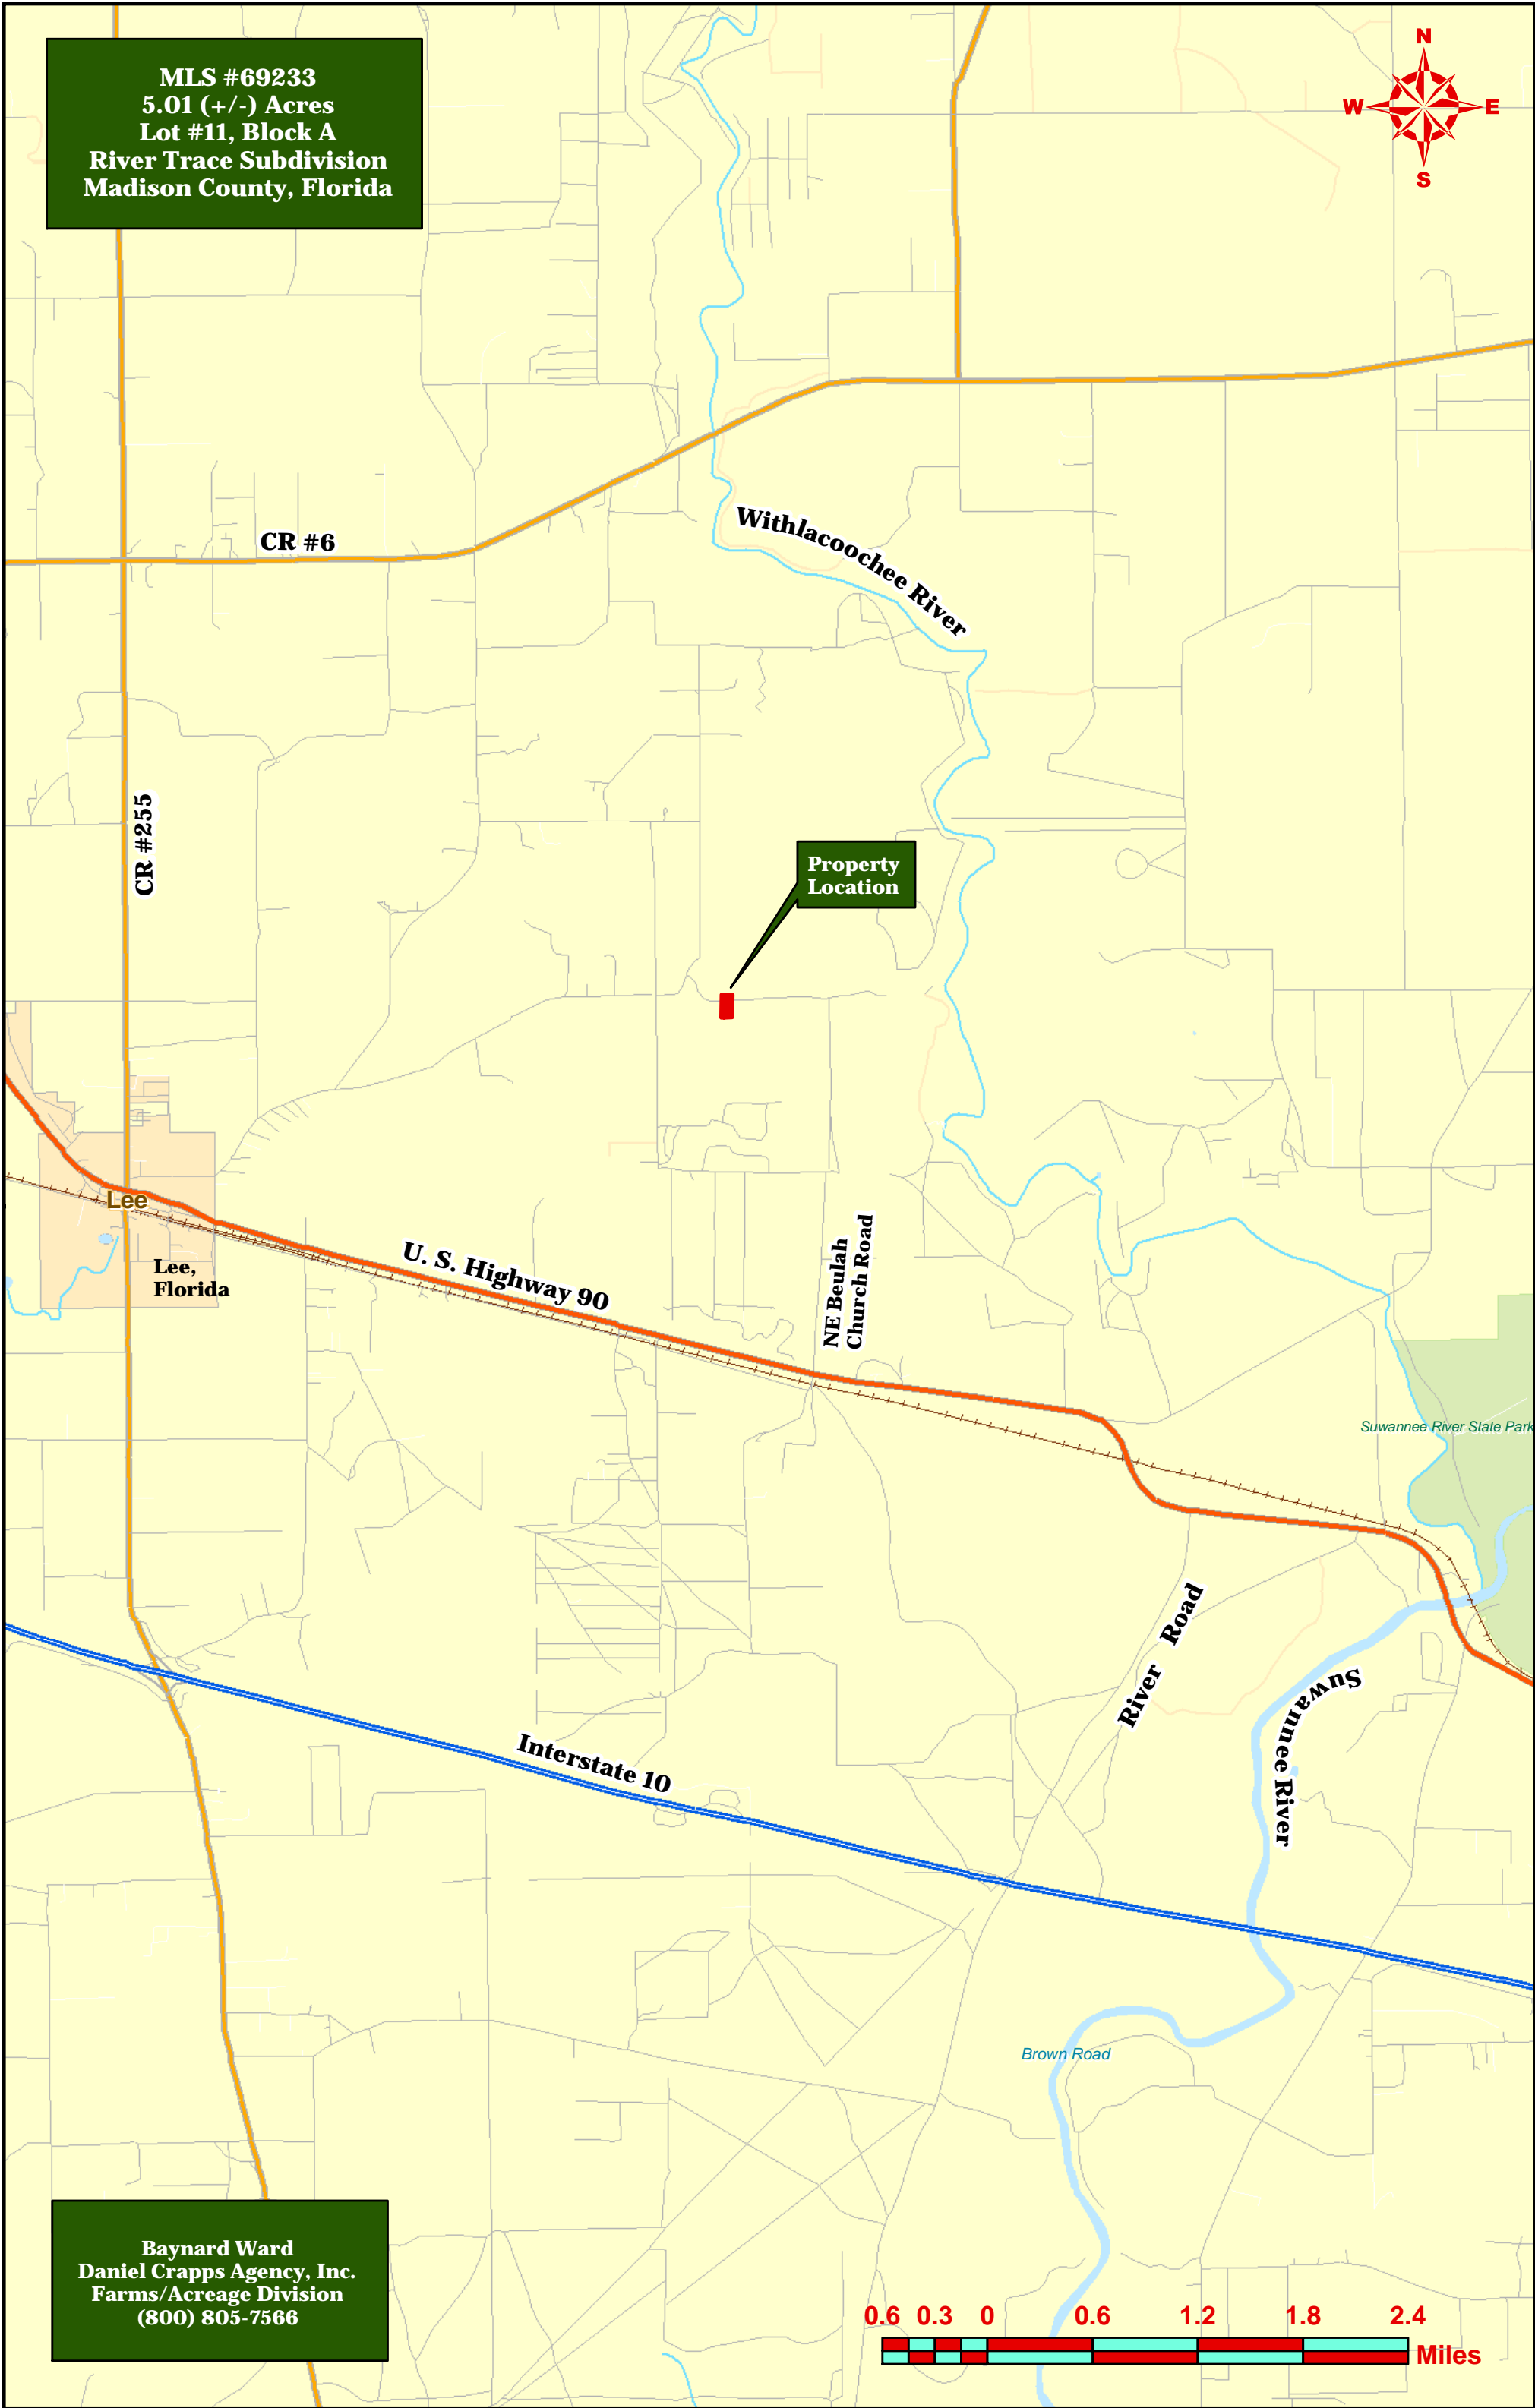 MLS #69233
5.01 (+/-) Acres
Lot #11, Block A
River Trace Subdivision
Madison County, Florida
N
W E
S
CR #6
Withlacoochee River
CR #255
Property
Location
Lee
Lee,
Florida
U. S. Highway 90
NE Beulah
Church Road
Suwannee River State Park
River Road
Suwannee River
Interstate 10
Brown Road
Baynard Ward
Daniel Crapps Agency, Inc.
Farms/Acreage Division
(800) 805-7566
0.6 0.3 0 0.6 1.2 1.8 2.4
Miles